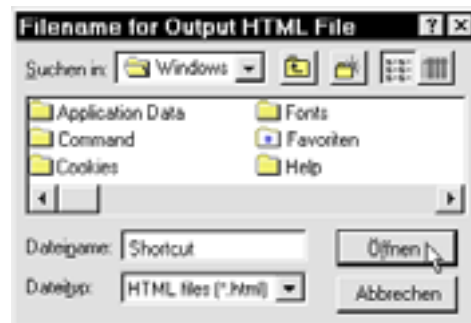 Filename for Output HTML File
Suchen in: Windows
Application Data
Fonts
Command
Favoriten
Cookies
Help
Dateiname: Shortcut
Öffnen
Dateityp: HTML files (*.html)
Abbrechen